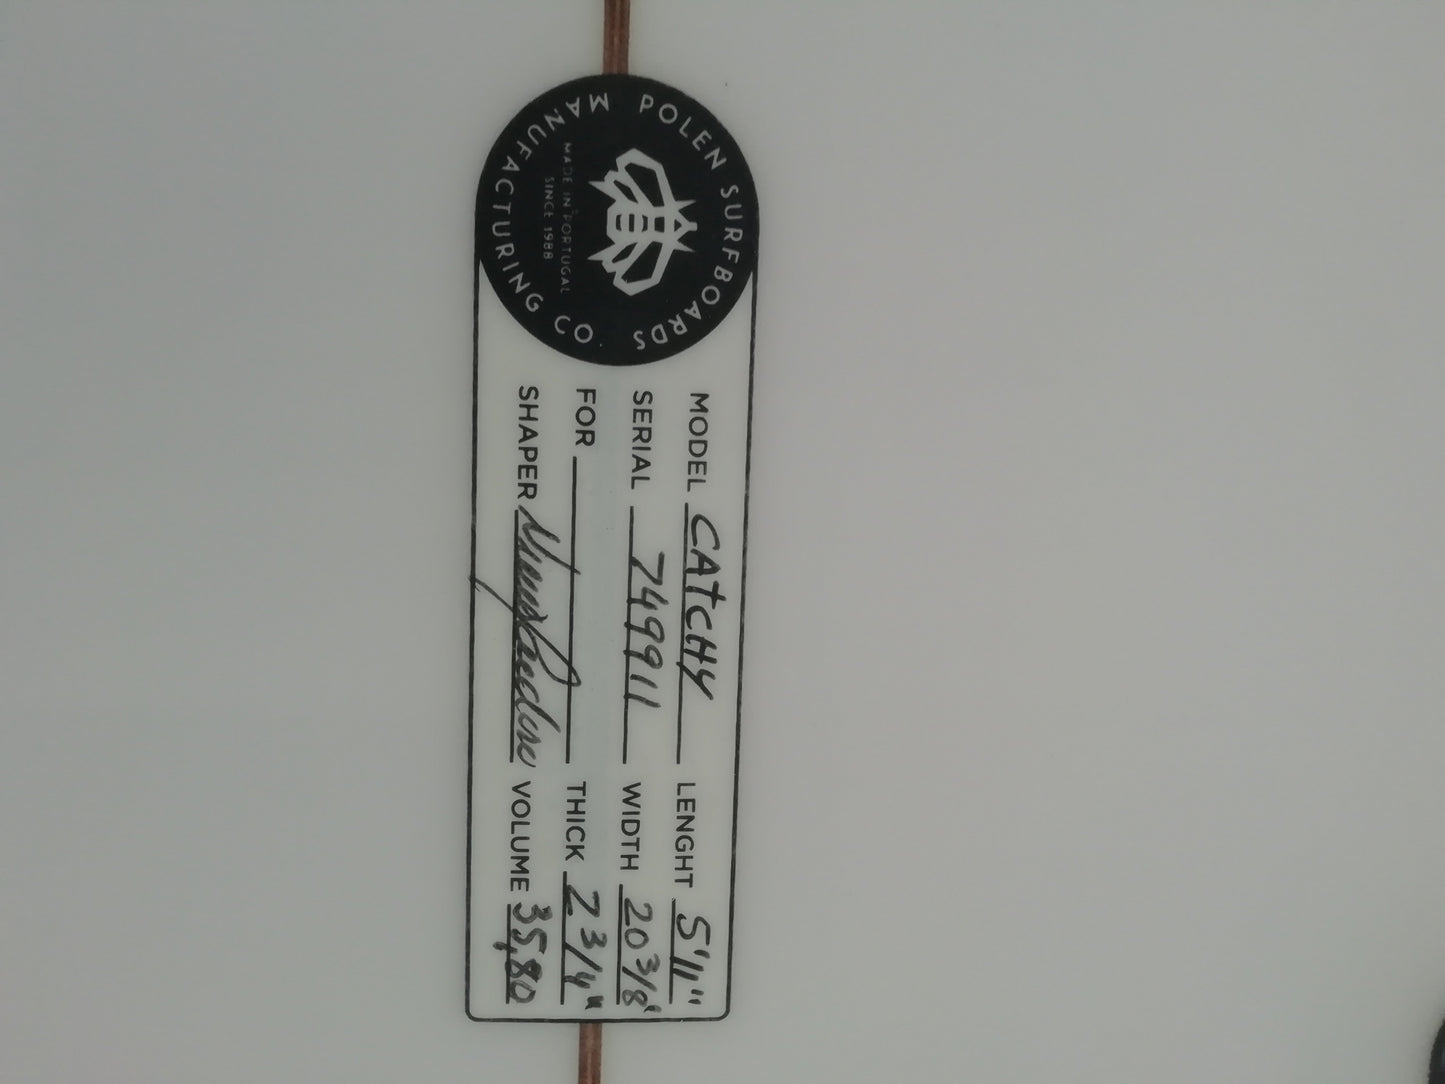 POLEN SURFBOARDS
MANUFACTURING CO.
MADE IN PORTUGAL
SINCE 1988
MODEL CATCHY LENGHT 5'11"
SERIAL 749911 WIDTH 20 3/8"
FOR THICK 2 3/4"
SHAPER VOLUME 35,80